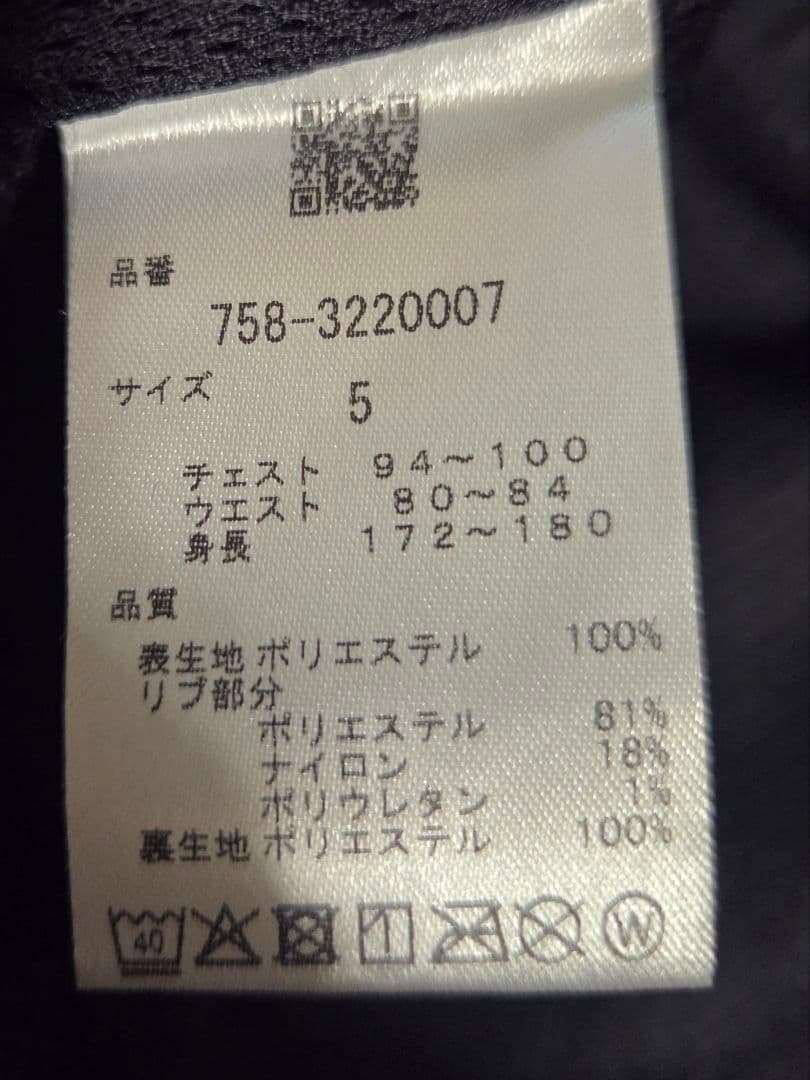 品番
758-3220007
サイズ 5
チェスト 94~100
ウエスト 80~84
身長 172~180
品質
表生地 ポリエステル 100%
リブ部分
ポリエステル 81%
ナイロン 18%
ポリウレタン 1%
裏生地 ポリエステル 100%
40 W